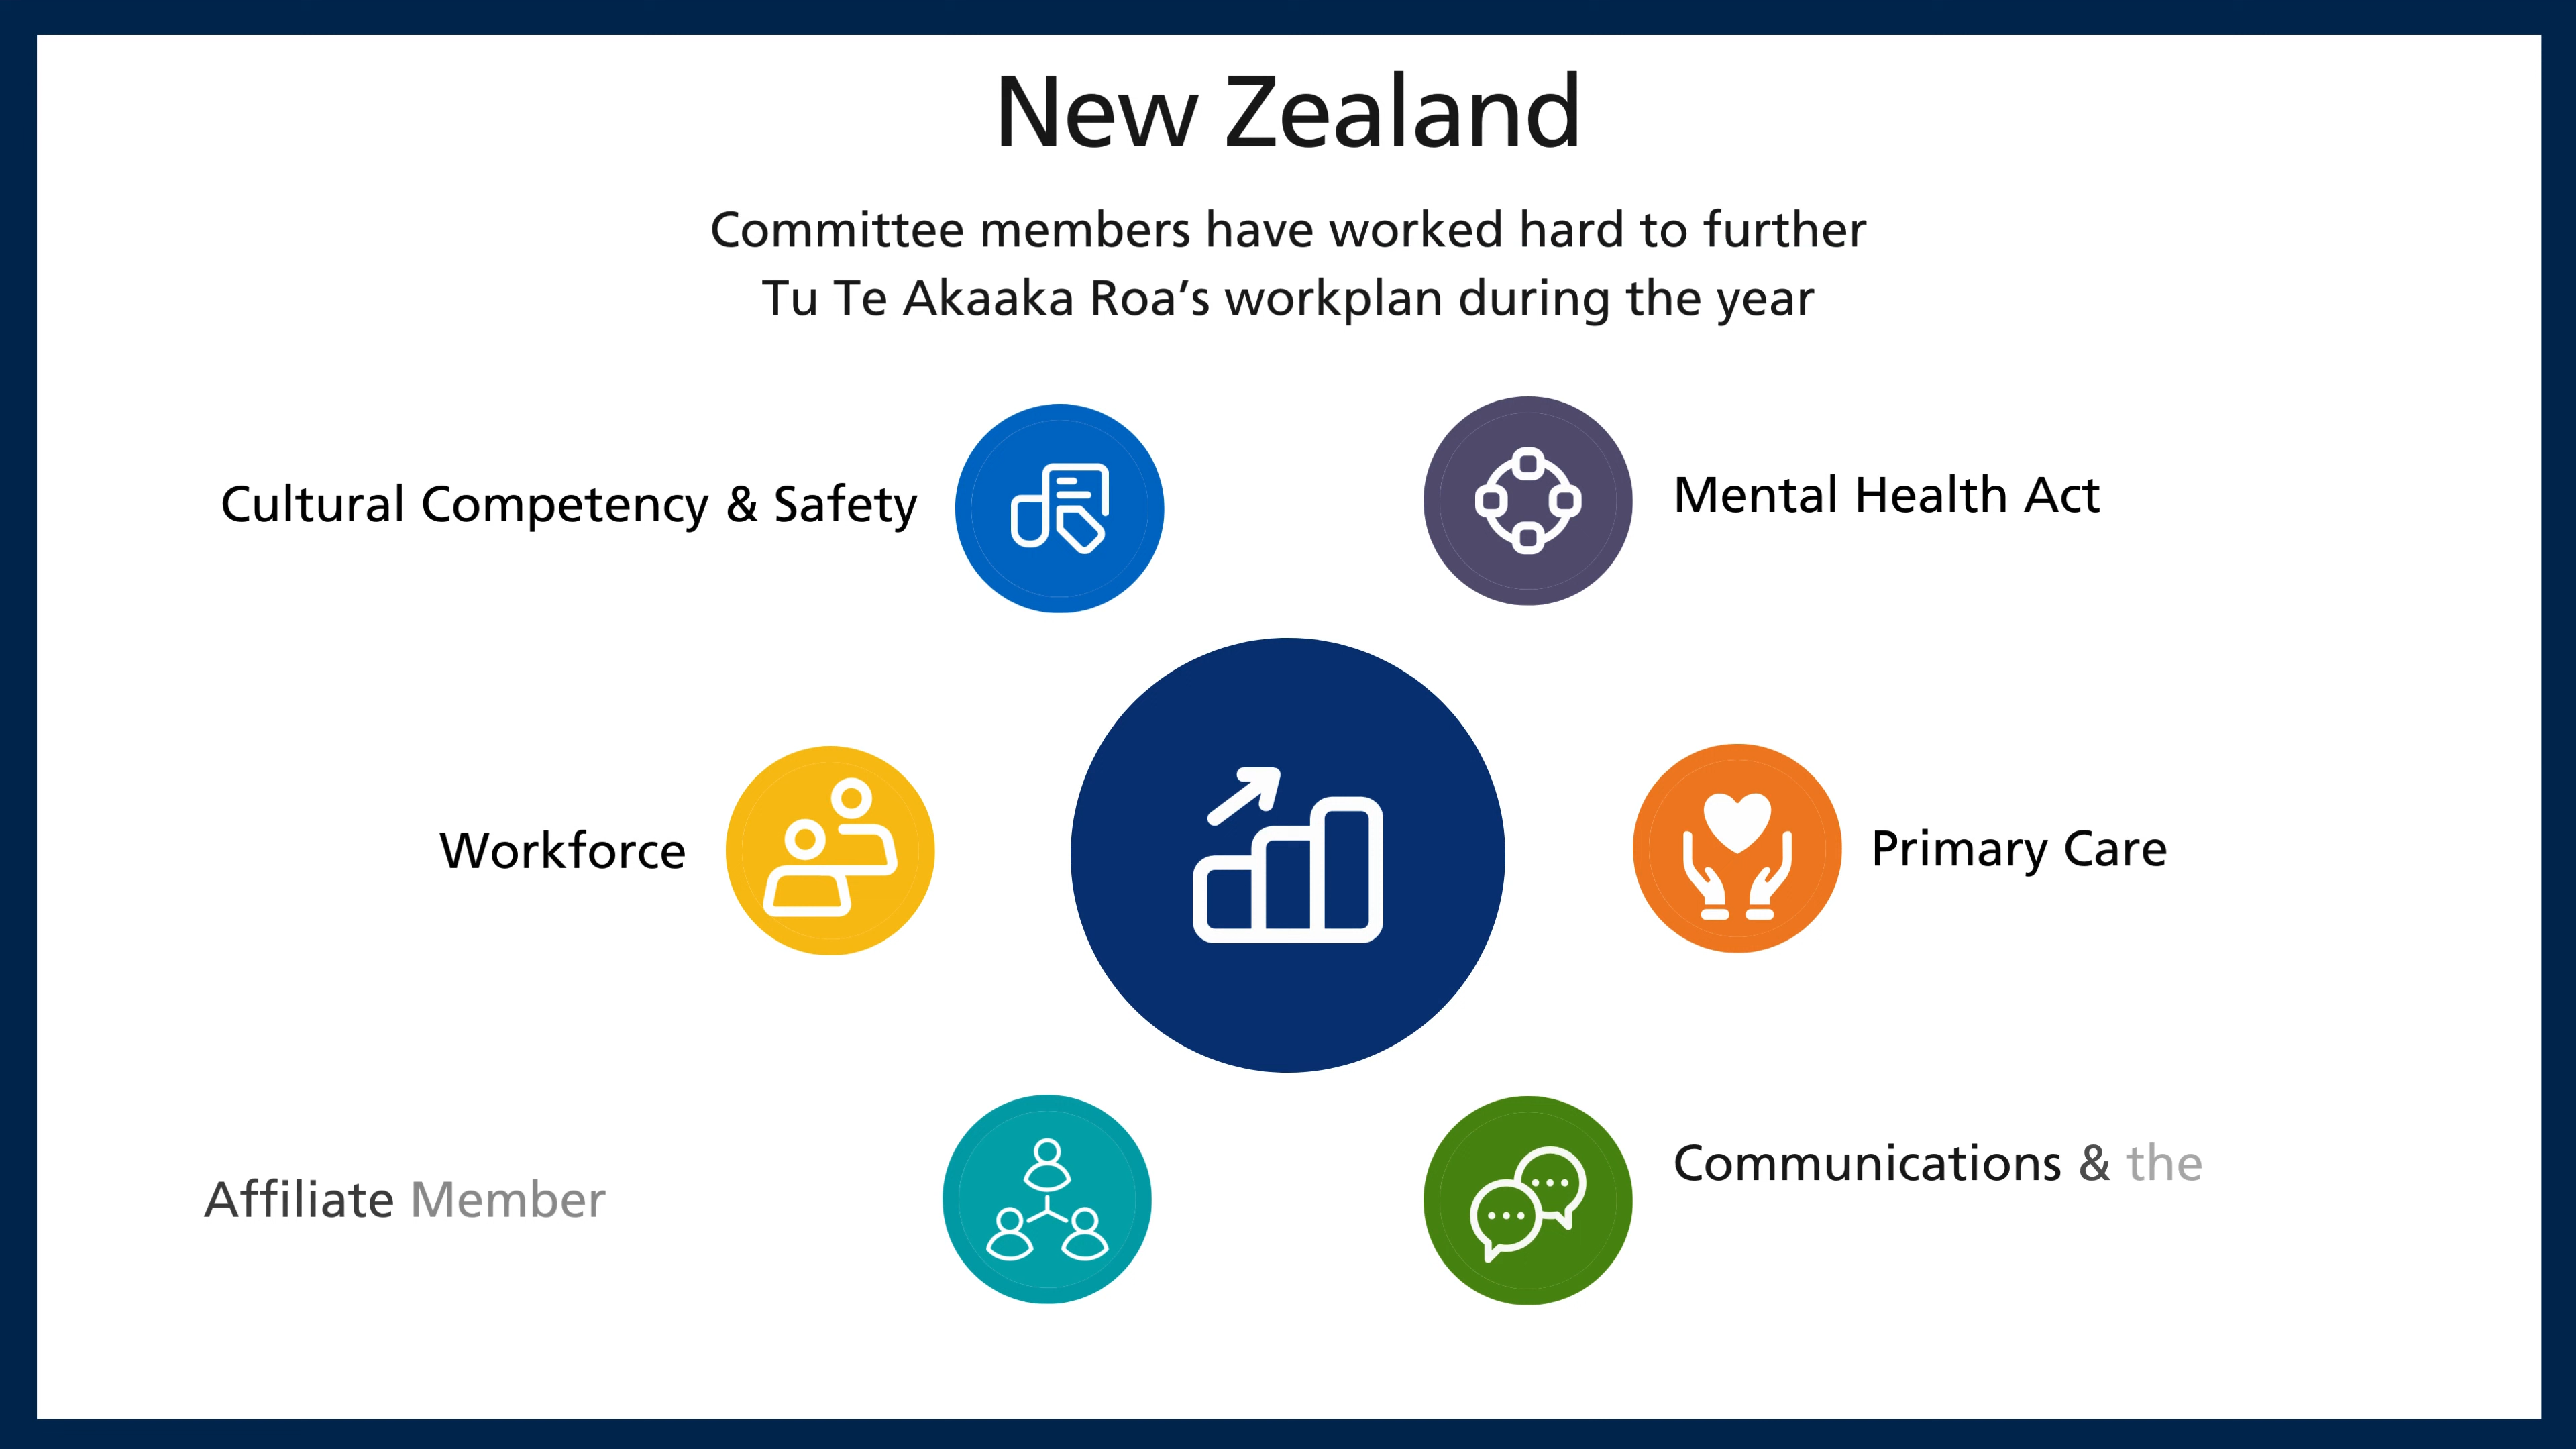 New Zealand
Committee members have worked hard to further
Tu Te Akaaka Roa’s workplan during the year
Cultural Competency & Safety
Mental Health Act
Workforce
Primary Care
Affiliate Member
Communications & the